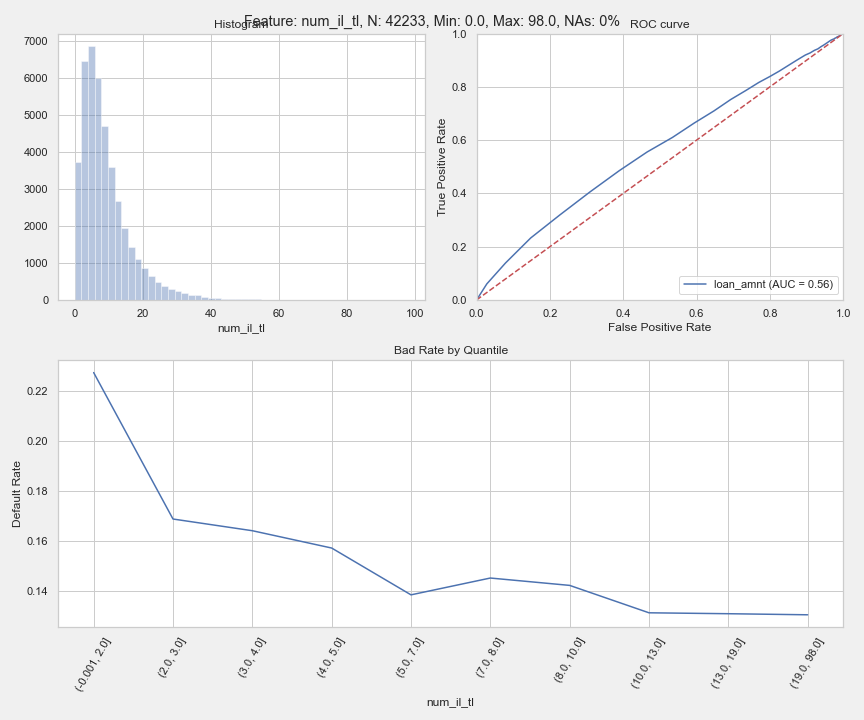 Feature: num_il_tl, N: 42233, Min: 0.0, Max: 98.0, NAs: 0%
Histogram
7000
6000
5000
4000
3000
2000
1000
0
0 20 40 60 80 100
num_il_tl
ROC curve
True Positive Rate
1.0
0.8
0.6
0.4
0.2
0.0
loan_amnt (AUC = 0.56)
0.0 0.2 0.4 0.6 0.8 1.0
False Positive Rate
Bad Rate by Quantile
Default Rate
0.22
0.20
0.18
0.16
0.14
(-0.001, 2.0]
(2.0, 3.0]
(3.0, 4.0]
(4.0, 5.0]
(5.0, 7.0]
(7.0, 8.0]
(8.0, 10.0]
(10.0, 13.0]
(13.0, 19.0]
(19.0, 98.0]
num_il_tl